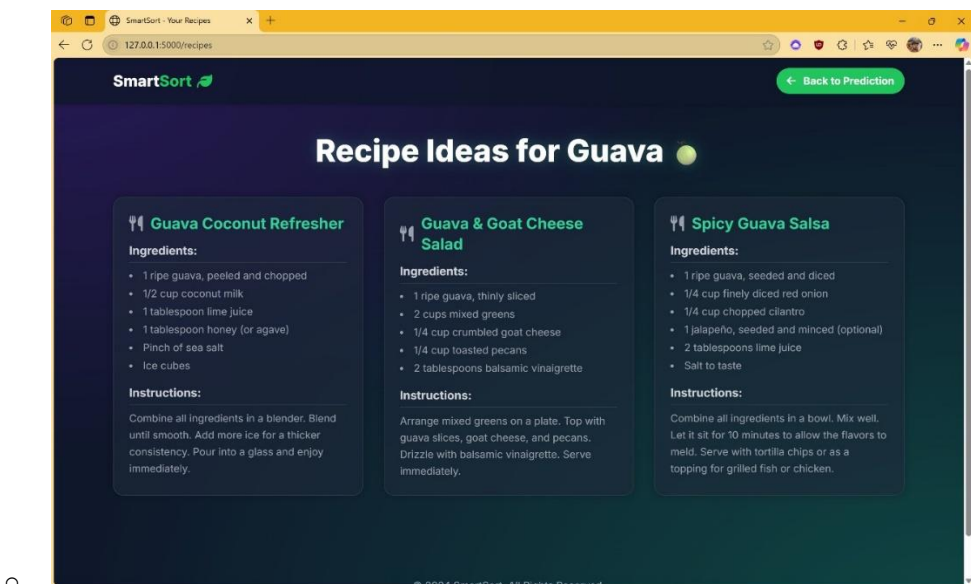 SmartSort - Your Recipes
127.0.0.1:5000/recipes
SmartSort
← Back to Prediction
Recipe Ideas for Guava
Guava Coconut Refresher
Ingredients:
• 1 ripe guava, peeled and chopped
• 1/2 cup coconut milk
• 1 tablespoon lime juice
• 1 tablespoon honey (or agave)
• Pinch of sea salt
• Ice cubes
Instructions:
Combine all ingredients in a blender. Blend
until smooth. Add more ice for a thicker
consistency. Pour into a glass and enjoy
immediately.
Guava & Goat Cheese
Salad
Ingredients:
• 1 ripe guava, thinly sliced
• 2 cups mixed greens
• 1/4 cup crumbled goat cheese
• 1/4 cup toasted pecans
• 2 tablespoons balsamic vinaigrette
Instructions:
Arrange mixed greens on a plate. Top with
guava slices, goat cheese, and pecans.
Drizzle with balsamic vinaigrette. Serve
immediately.
Spicy Guava Salsa
Ingredients:
• 1 ripe guava, seeded and diced
• 1/4 cup finely diced red onion
• 1/4 cup chopped cilantro
• 1 jalapeño, seeded and minced (optional)
• 2 tablespoons lime juice
• Salt to taste
Instructions:
Combine all ingredients in a bowl. Mix well.
Let it sit for 10 minutes to allow the flavors to
meld. Serve with tortilla chips or as a
topping for grilled fish or chicken.
© 2024 SmartSort. All Rights Reserved.